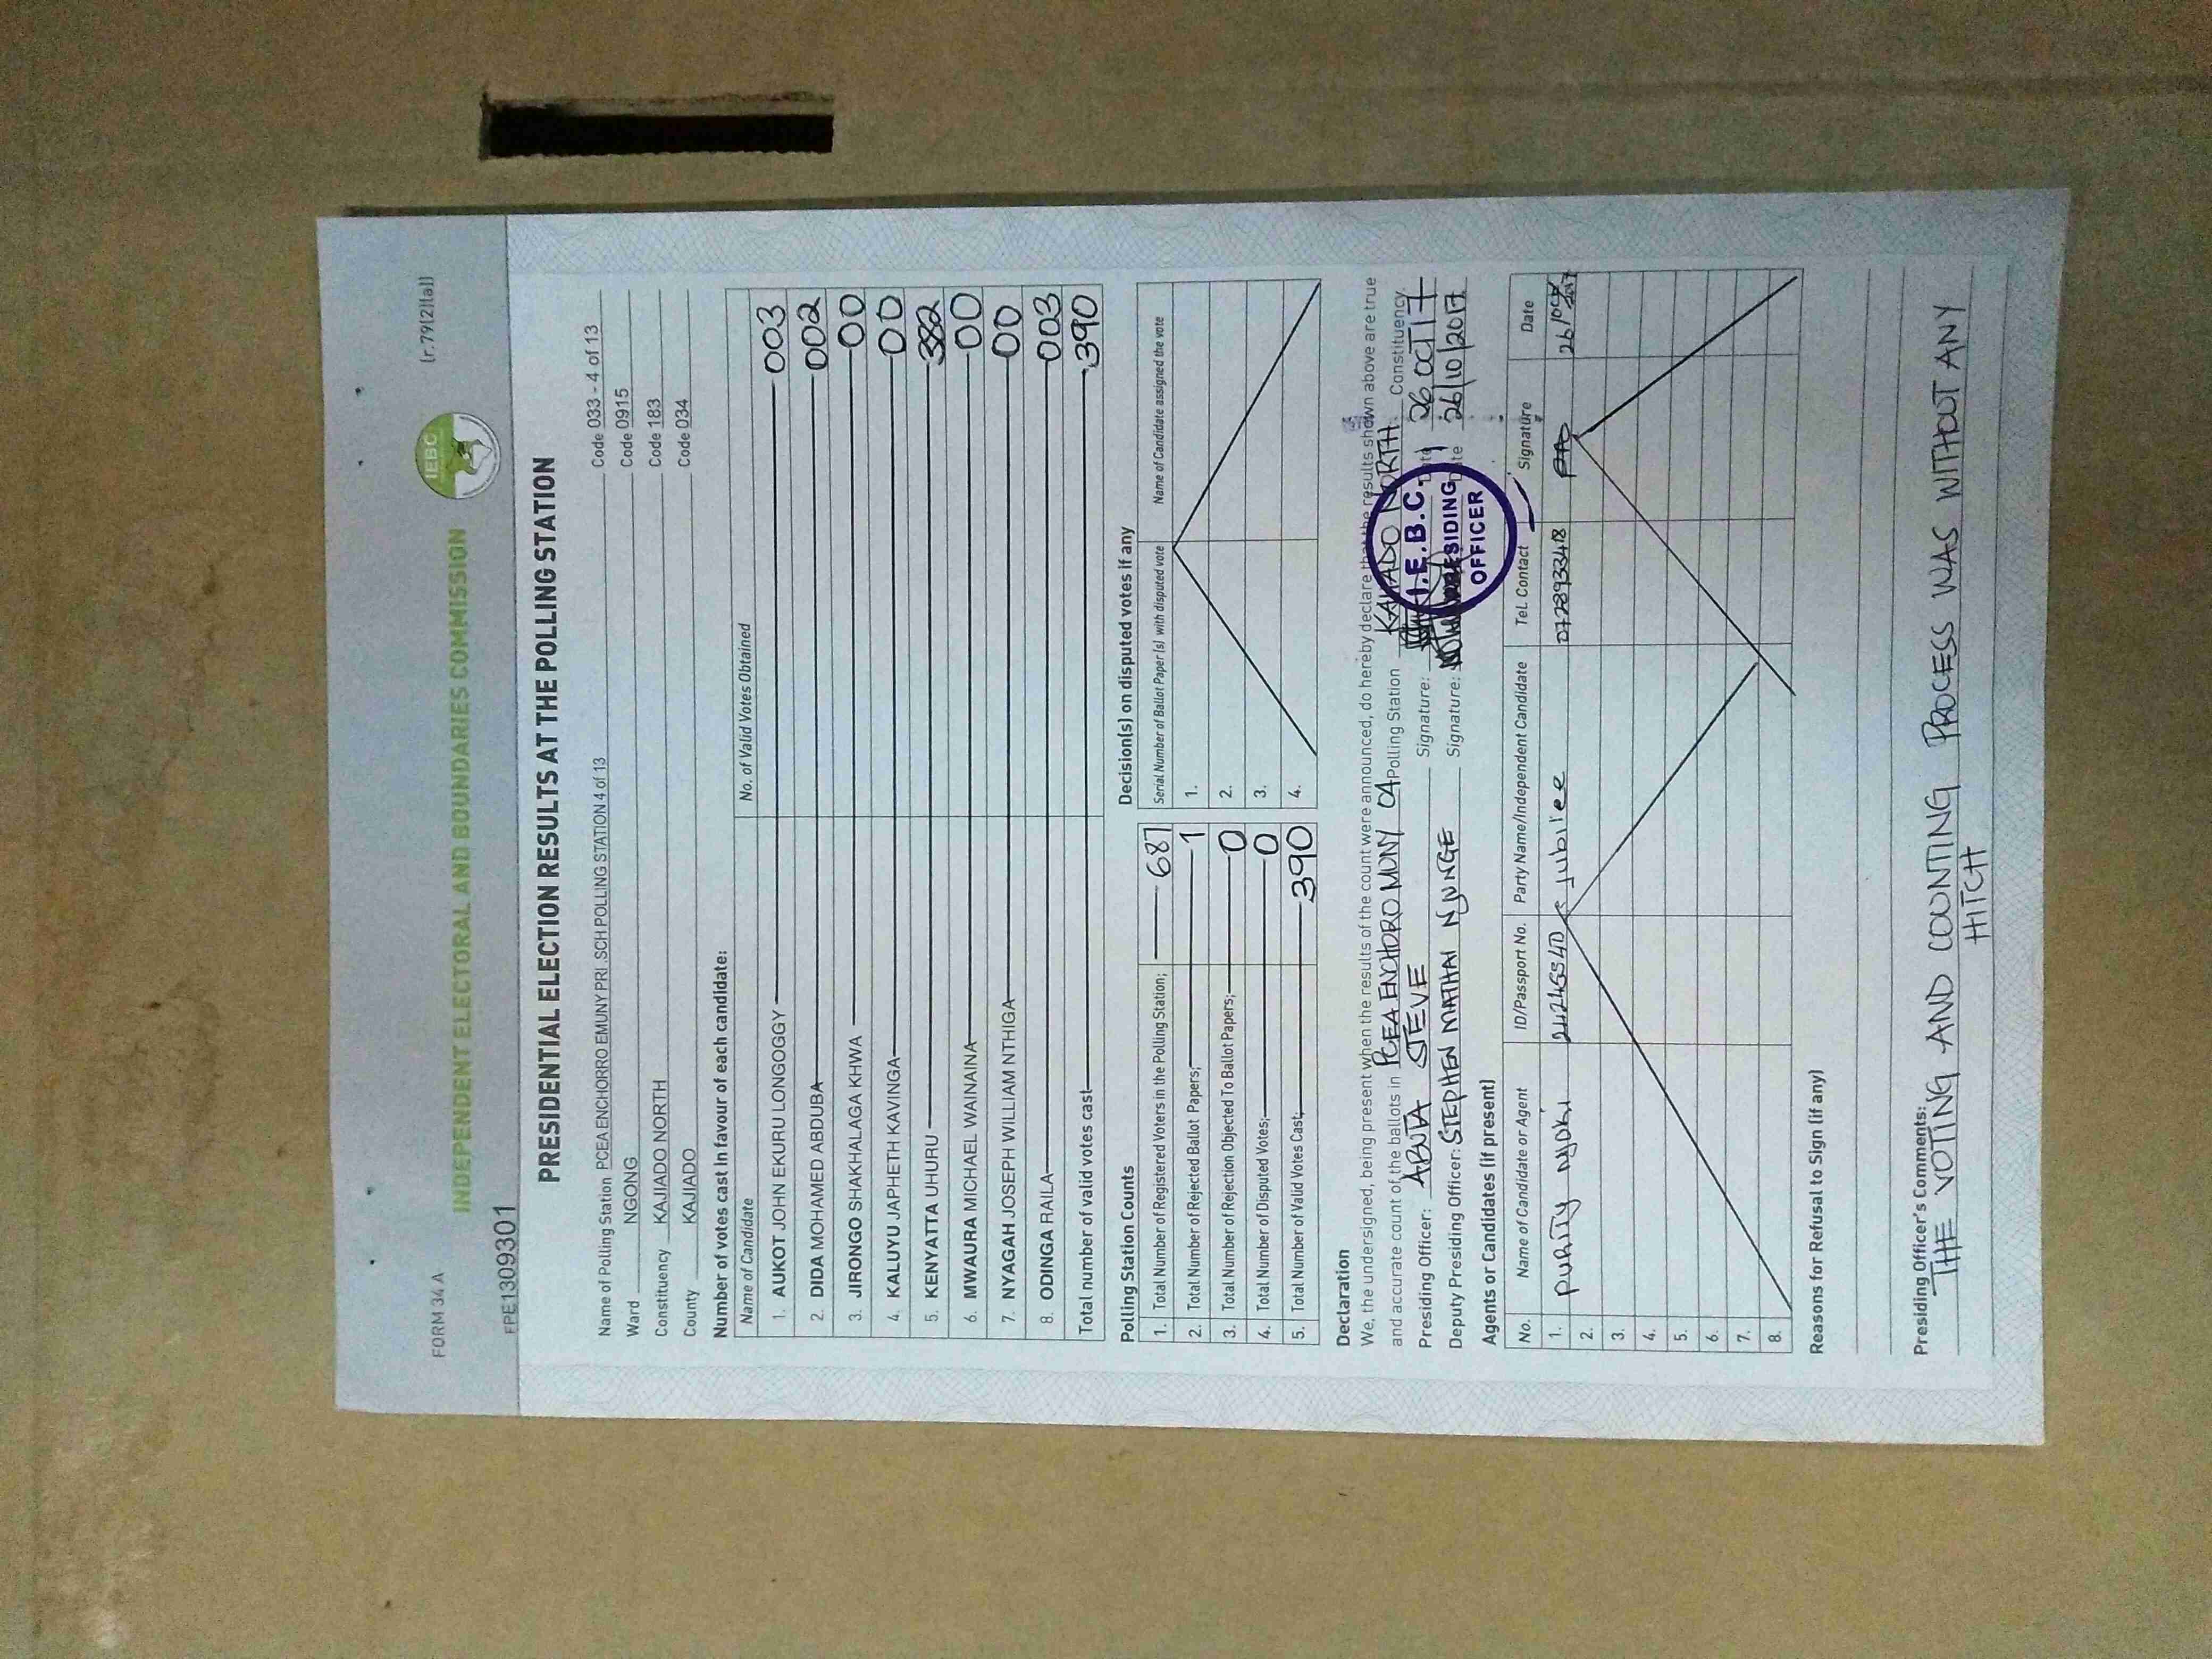 FORM 34 A
(r.79(2)(a))
INDEPENDENT ELECTORAL AND BOUNDARIES COMMISSION
IEBC
FPE1309301
PRESIDENTIAL ELECTION RESULTS AT THE POLLING STATION
Name of Polling Station PCEA ENCHORRO EMUNY PRI .SCH POLLING STATION 4 of 13 Code 033 - 4 of 13
Ward NGONG Code 0915
Constituency KAJIADO NORTH Code 183
County KAJIADO Code 034
Number of votes cast in favour of each candidate:
Name of Candidate No. of Valid Votes Obtained
1. AUKOT JOHN EKURU LONGOGGY 003
2. DIDA MOHAMED ABDUBA 002
3. JIRONGO SHAKHALAGA KHWA 00
4. KALUYU JAPHETH KAVINGA 00
5. KENYATTA UHURU 382
6. MWAURA MICHAEL WAINAINA 00
7. NYAGAH JOSEPH WILLIAM NTHIGA 00
8. ODINGA RAILA 003
Total number of valid votes cast 390
Polling Station Counts
1. Total Number of Registered Voters in the Polling Station; 687
2. Total Number of Rejected Ballot Papers; 1
3. Total Number of Rejection Objected To Ballot Papers; 0
4. Total Number of Disputed Votes; 0
5. Total Number of Valid Votes Cast; 390
Decision(s) on disputed votes if any
Serial Number of Ballot Paper (s) with disputed vote Name of Candidate assigned the vote
1.
2.
3.
4.
Declaration
We, the undersigned, being present when the results of the count were announced, do hereby declare that the results shown above are true
and accurate count of the ballots in PCEA ENCHORO MUNY 04 Polling Station KAJIADO NORTH Constituency.
Presiding Officer: ABUTA STEVE Signature: Date 26 OCT 17
Deputy Presiding Officer: STEPHEN MATHAI NJUNGE Signature: Date 26/10/2017
I.E.B.C.
PRESIDING
OFFICER
Agents or Candidates (if present)
No. Name of Candidate or Agent ID/Passport No. Party Name/Independent Candidate Tel. Contact Signature Date
1. Purity Njoki Jubilee 0728933418
2.
3.
4.
5.
6.
7.
8.
Reasons for Refusal to Sign (if any)
Presiding Officer's Comments:
THE VOTING AND COUNTING PROCESS WAS WITHOUT ANY
HITCH